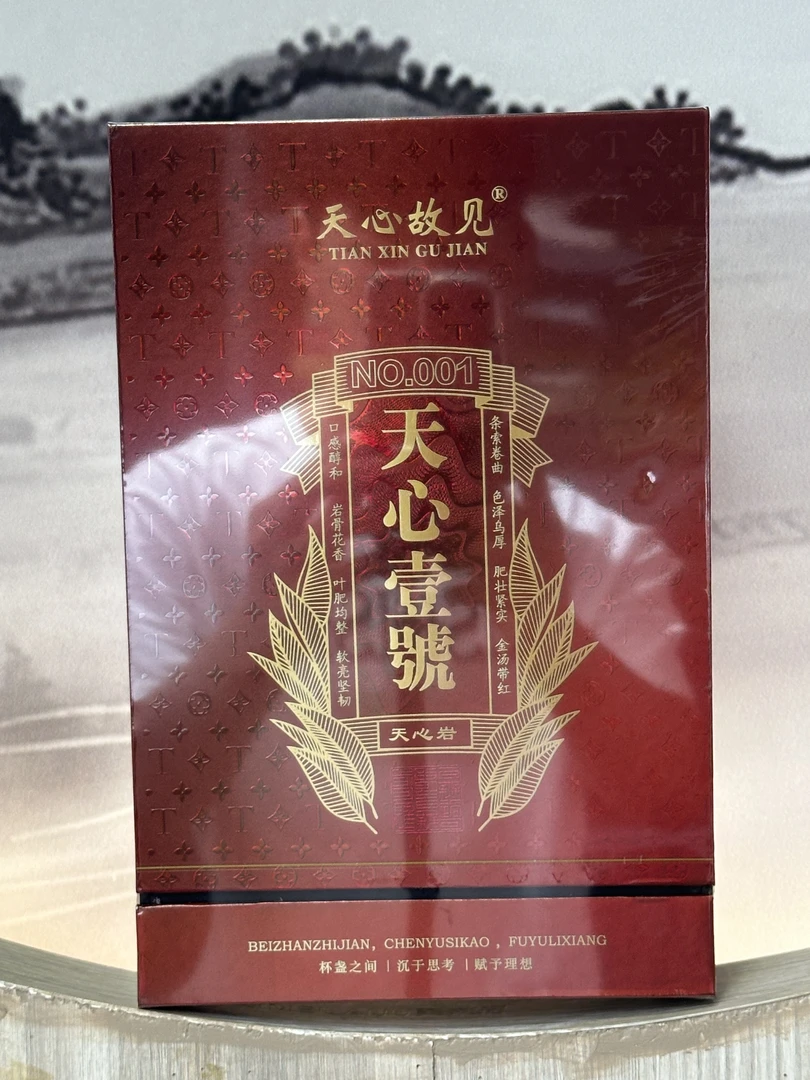 天心故见®
TIAN XIN GU JIAN
NO.001
天心壹號
条索卷曲 色泽乌厚 肥壮紧实 金汤带红
口感醇和 岩骨花香 叶肥均整 软亮坚韧
天心岩
BEIZHANZHIJIAN, CHENYUSIKAO , FUYULIXIANG
杯盏之间 | 沉于思考 | 赋予理想